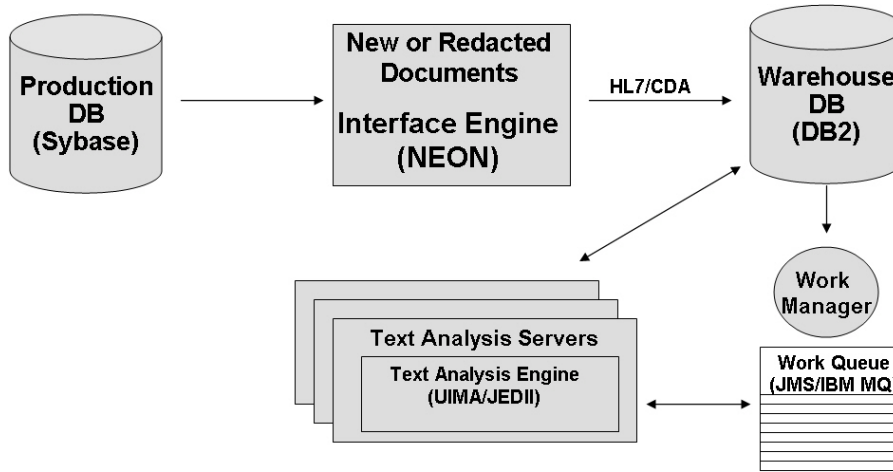 Production
DB
(Sybase)
New or Redacted
Documents
Interface Engine
(NEON)
HL7/CDA
Warehouse
DB
(DB2)
Work
Manager
Text Analysis Servers
Text Analysis Engine
(UIMA/JEDII)
Work Queue
(JMS/IBM MQ)